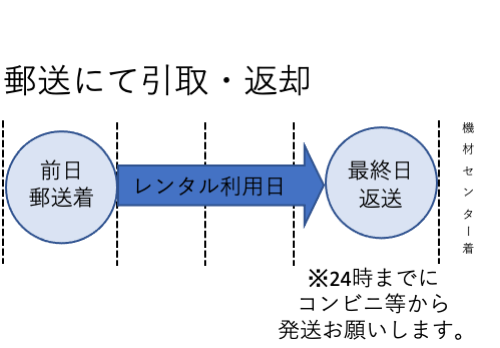 郵送にて引取・返却
前日
郵送着
レンタル利用日
最終日
返送
機材センター着
※24時までに
コンビニ等から
発送お願いします。